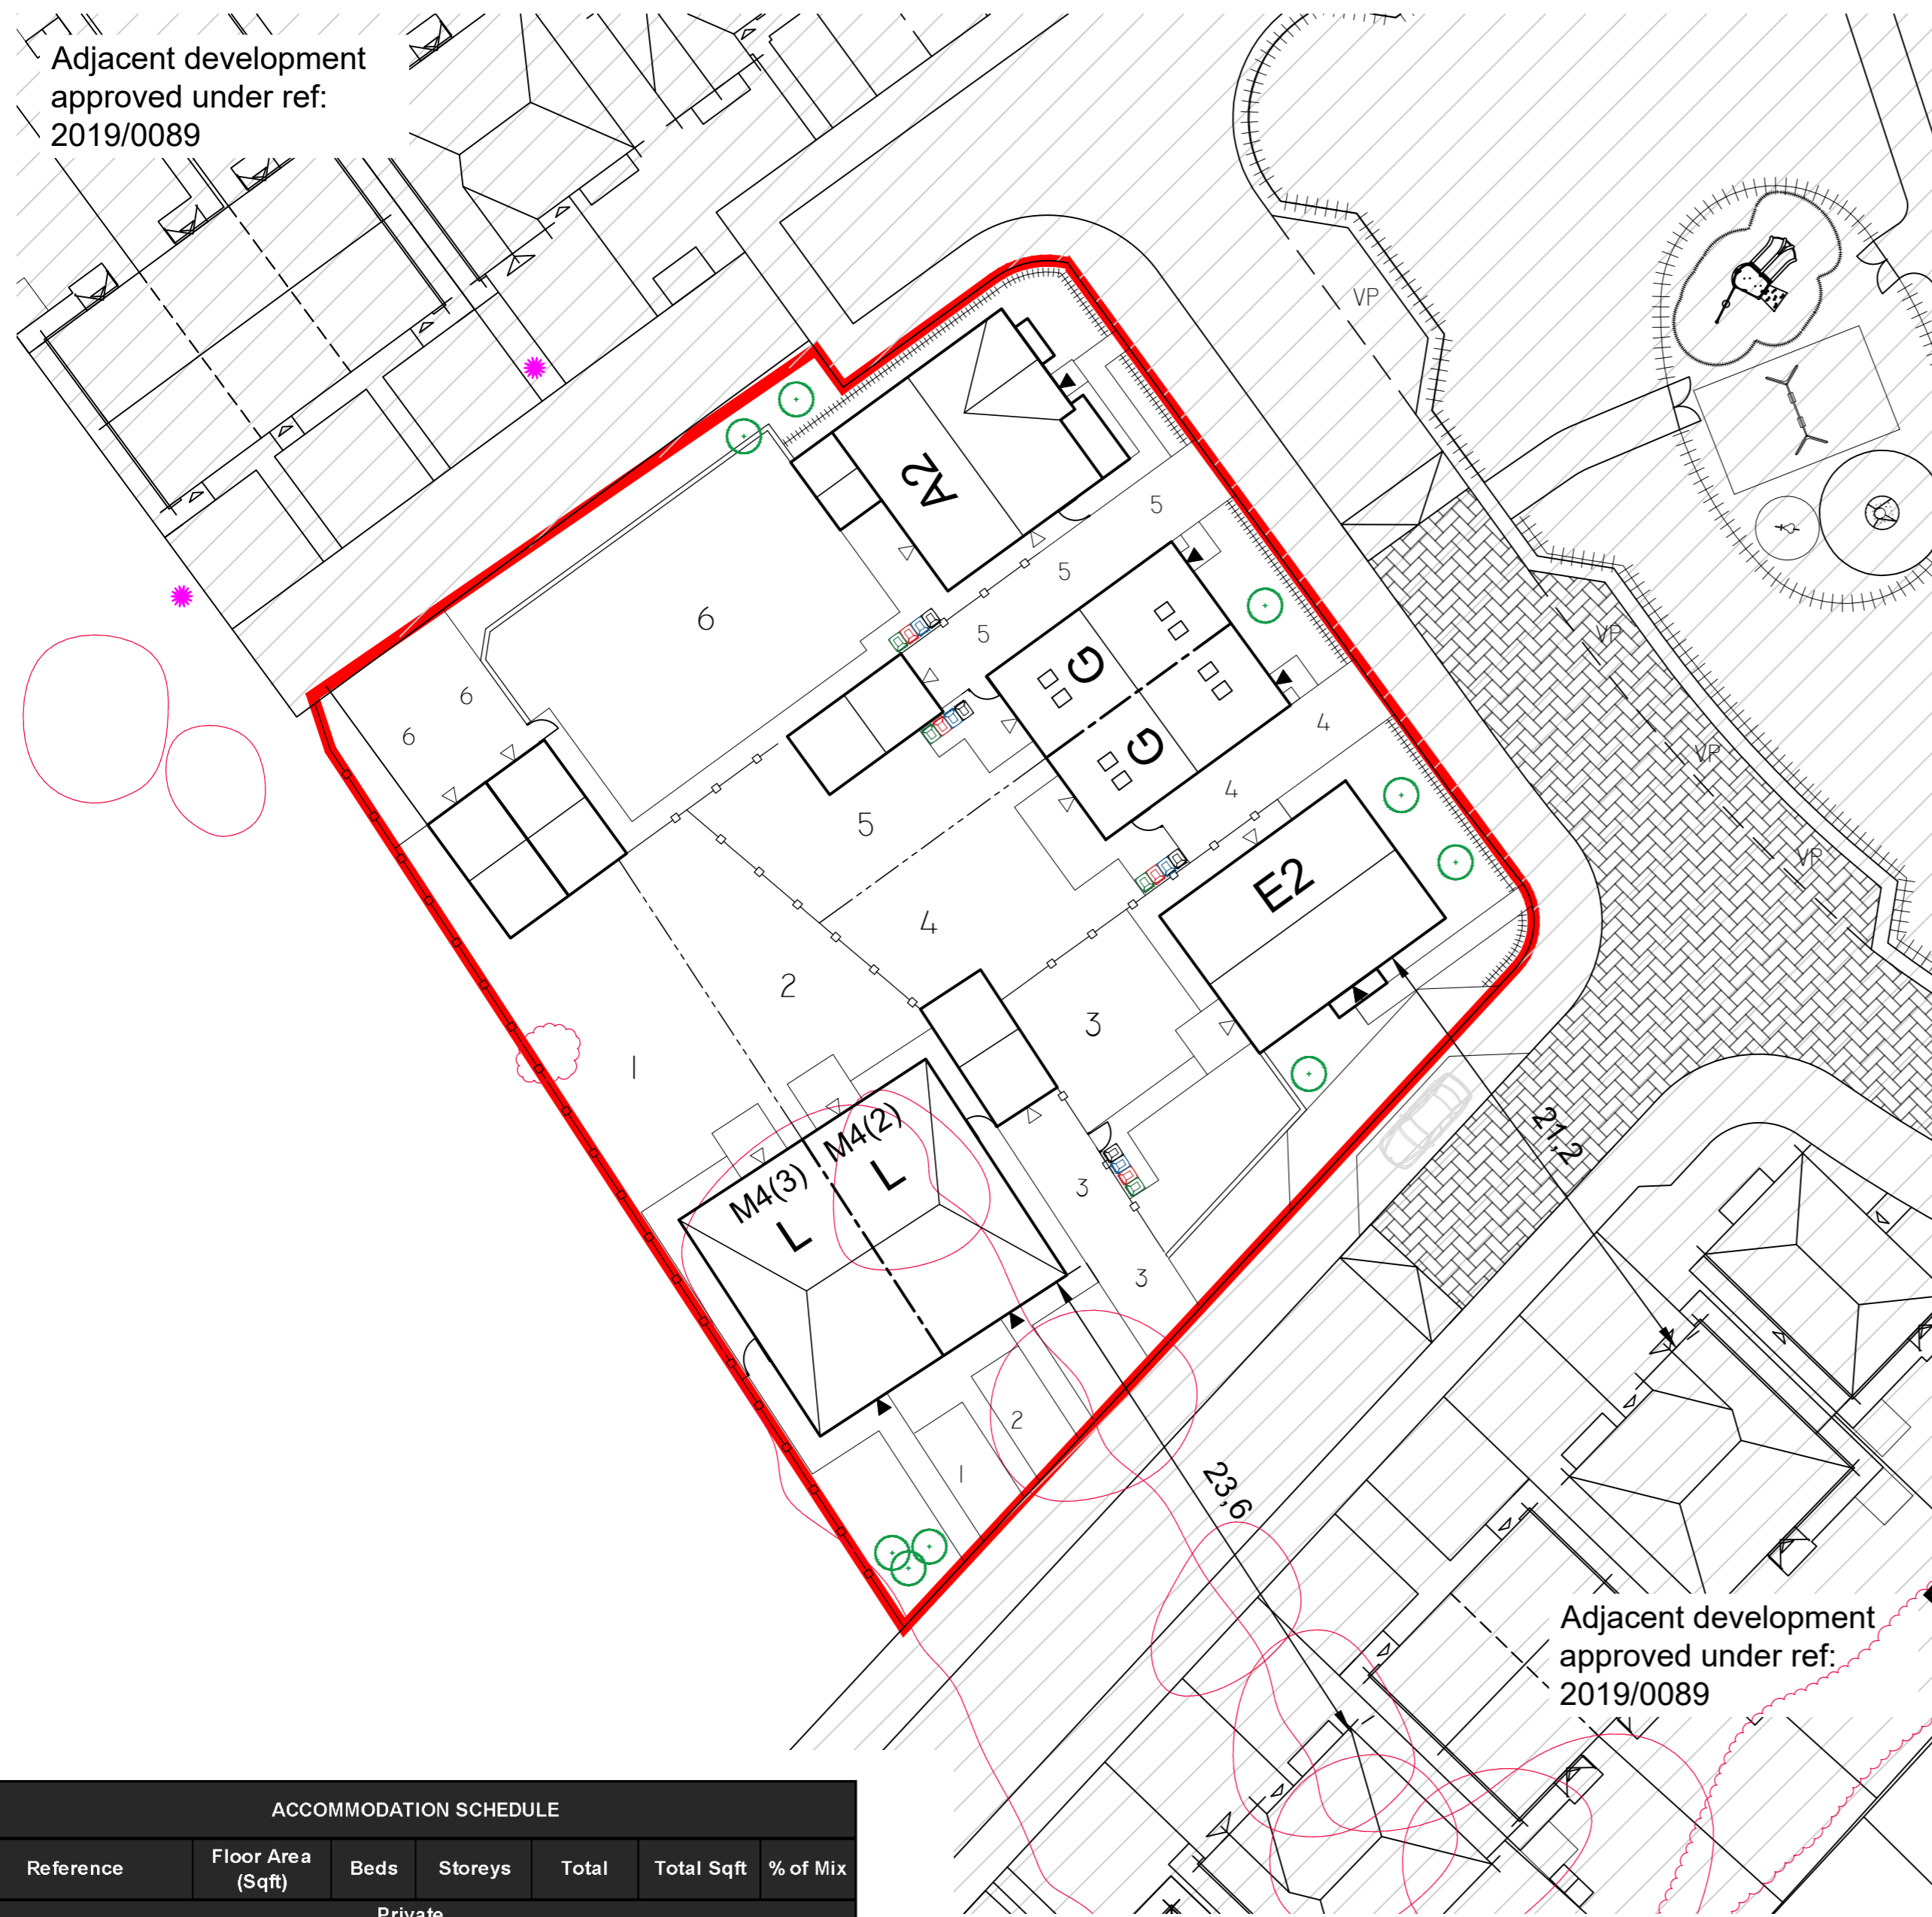 Adjacent development
approved under ref:
2019/0089
VP
A2
5
5
5
6
G
VP
6
6
4
G
VP
4
5
E2
VP
4
2
3
1
M4(2)
L
21,2
M4(3)
L
3
3
2
1
23,6
Adjacent development
approved under ref:
2019/0089
ACCOMMODATION SCHEDULE
Reference Floor Area (Sqft) Beds Storeys Total Total Sqft % of Mix
Private